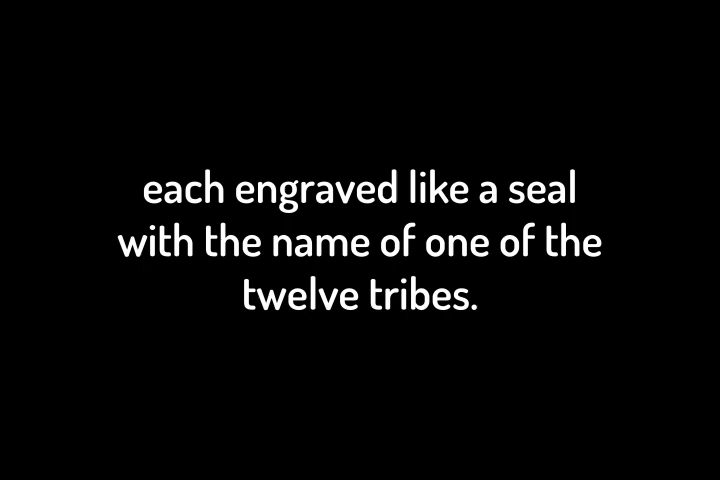 each engraved like a seal
with the name of one of the
twelve tribes.